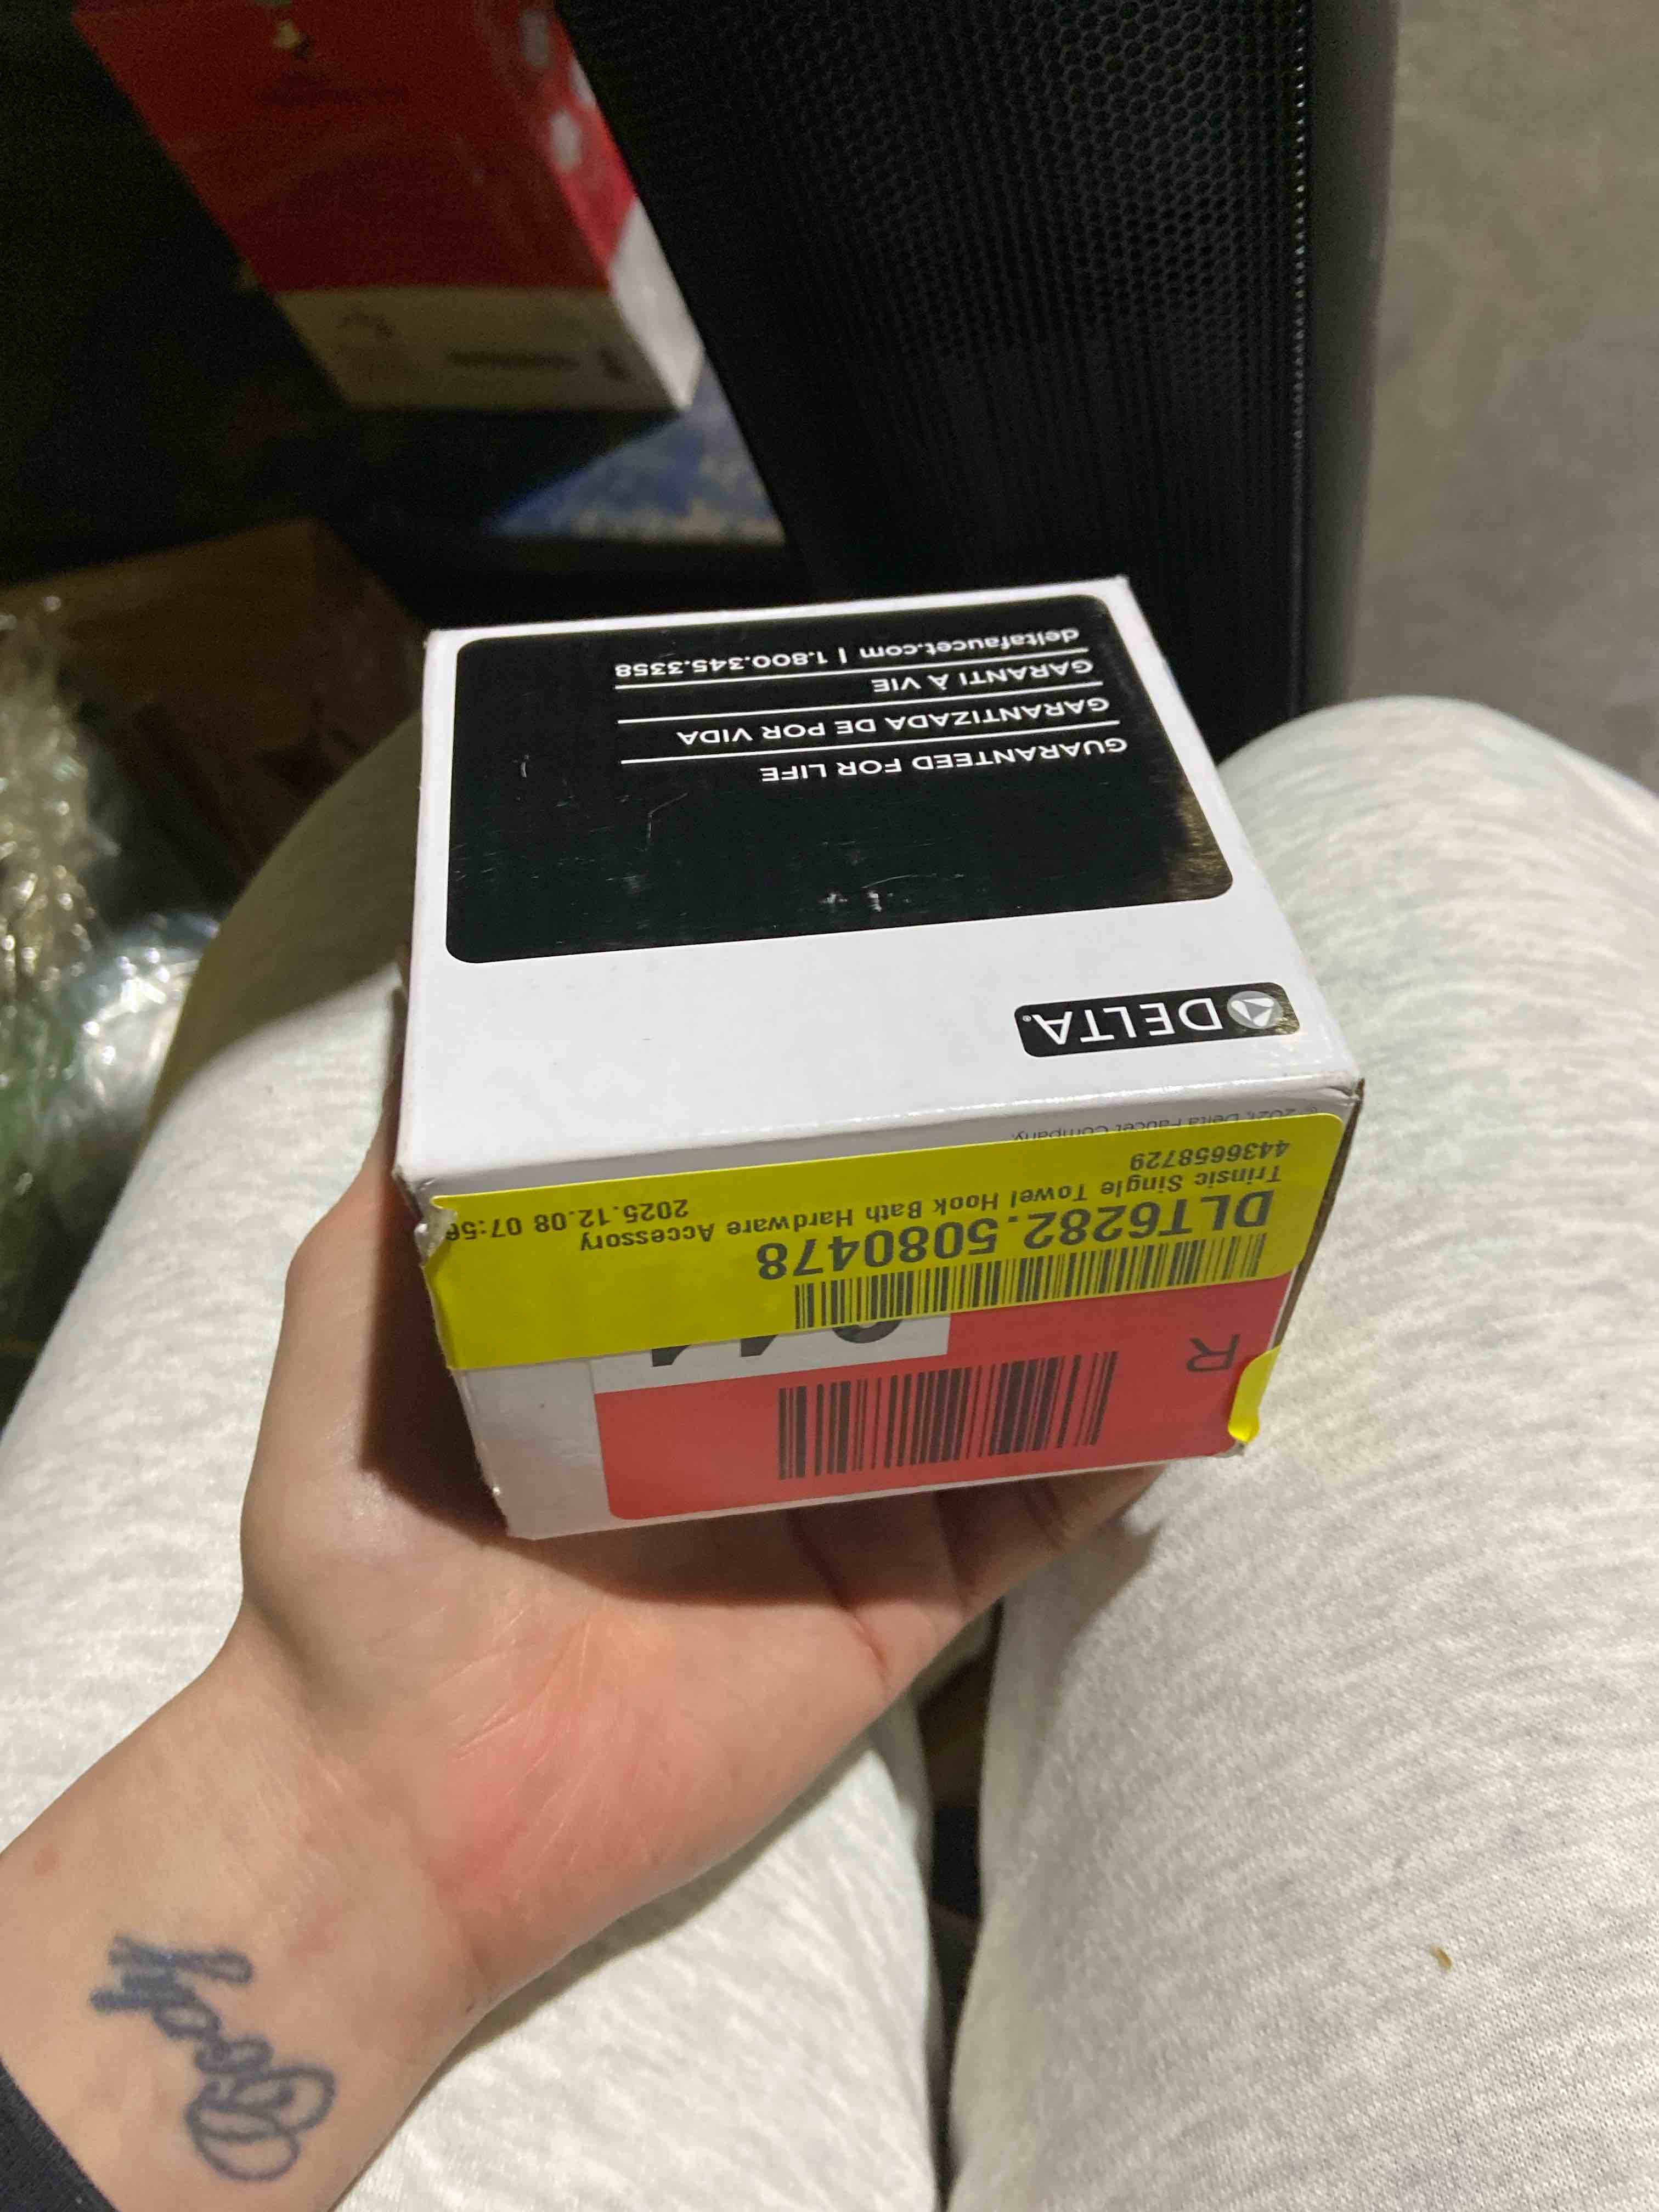 DELTA®
GUARANTEED FOR LIFE
GARANTIZADA DE POR VIDA
GARANTI À VIE
deltafaucet.com | 1.800.345.3358
R
DLT6282.5080478
Trinsic Single Towel Hook Bath Hardware Accessory
4436658729 2025.12.08 07:56
© 2021, Delta Faucet Company.